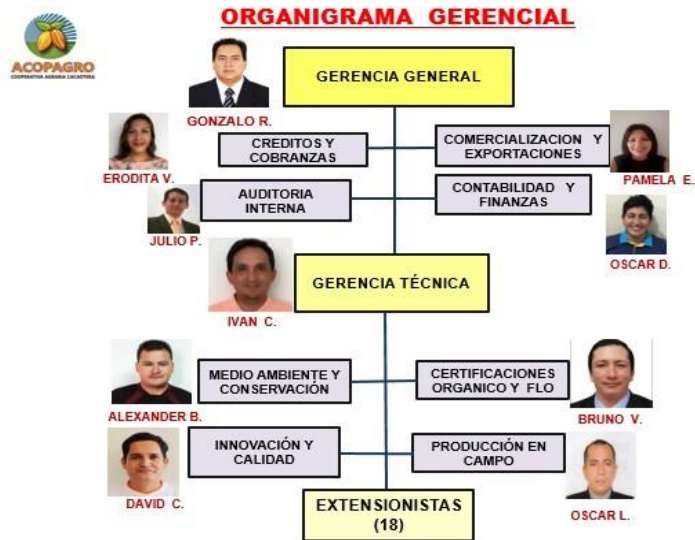 ORGANIGRAMA GERENCIAL
ACOPAGRO
COOPERATIVA AGRARIA CACAOTERA
GERENCIA GENERAL
GONZALO R.
CREDITOS Y
COBRANZAS
ERODITA V.
COMERCIALIZACION Y
EXPORTACIONES
PAMELA E.
AUDITORIA
INTERNA
JULIO P.
CONTABILIDAD Y
FINANZAS
OSCAR D.
GERENCIA TÉCNICA
IVAN C.
MEDIO AMBIENTE Y
CONSERVACIÓN
ALEXANDER B.
CERTIFICACIONES
ORGANICO Y FLO
BRUNO V.
INNOVACIÓN Y
CALIDAD
DAVID C.
PRODUCCIÓN EN
CAMPO
OSCAR L.
EXTENSIONISTAS
(18)